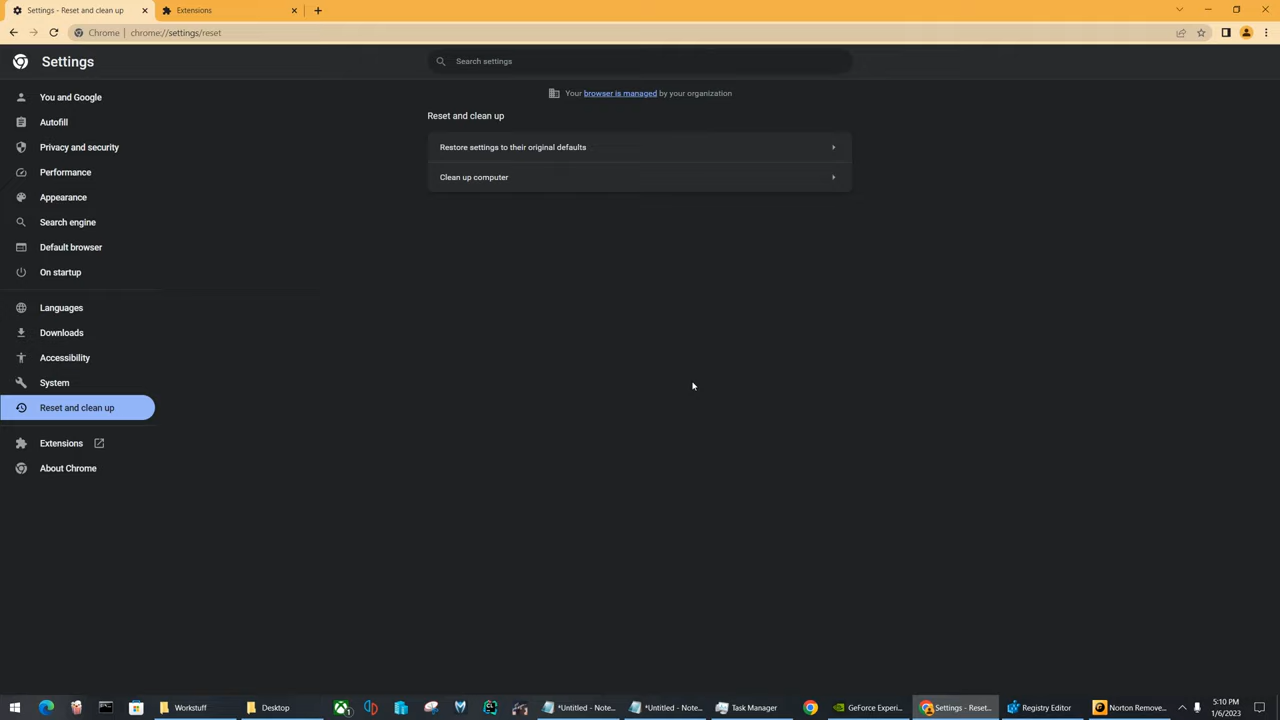 Settings - Reset and clean up
Extensions
Chrome | chrome://settings/reset
Settings
Search settings
Your browser is managed by your organization
You and Google
Autofill
Privacy and security
Performance
Appearance
Search engine
Default browser
On startup
Languages
Downloads
Accessibility
System
Reset and clean up
Extensions
About Chrome
Reset and clean up
Restore settings to their original defaults
Clean up computer
Workstuff
Desktop
1
*Untitled - Note...
*Untitled - Note...
Task Manager
GeForce Experi...
Settings - Reset...
Registry Editor
Norton Remove...
5:10 PM
1/6/2023